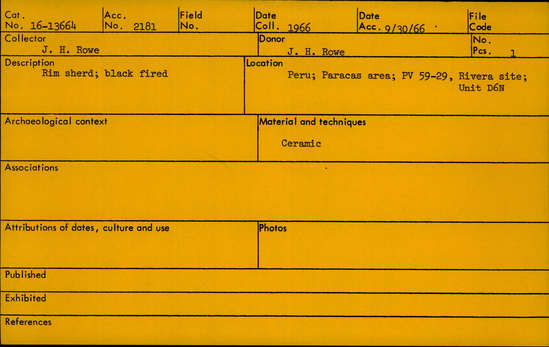 Cat. No. 16-13664 Acc. No. 2181 Field No. Date Coll. 1966 Date Acc. 9/30/66 File Code
Collector J. H. Rowe Donor J. H. Rowe No. Pcs. 1
Description Rim sherd; black fired
Location Peru; Paracas area; PV 59-29, Rivera site;
Unit D6N
Archaeological context
Material and techniques
Ceramic
Associations
Attributions of dates, culture and use
Photos
Published
Exhibited
References